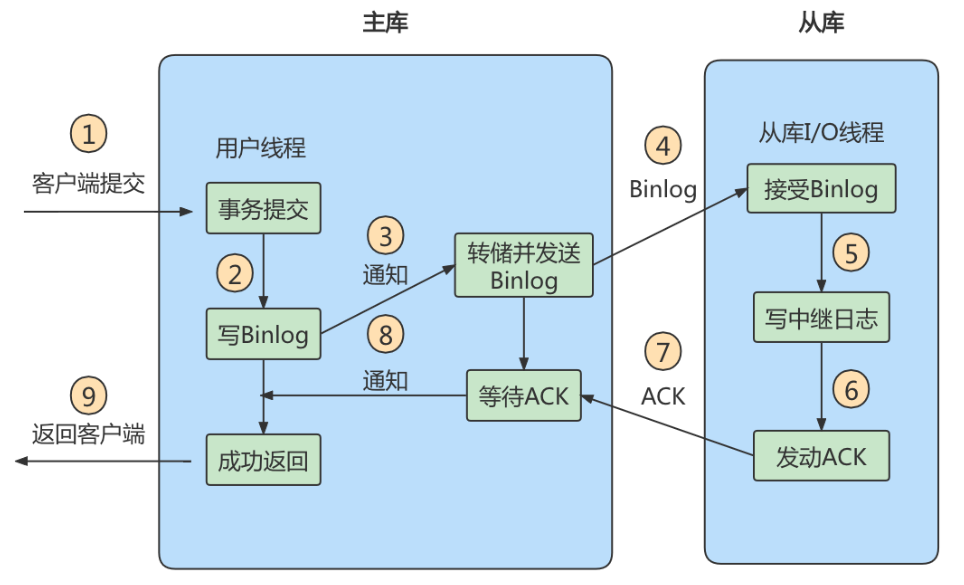 主库
从库
1
客户端提交
用户线程
事务提交
2
写Binlog
3
通知
转储并发送
Binlog
4
Binlog
从库I/O线程
接受Binlog
5
写中继日志
6
发动ACK
7
ACK
等待ACK
8
通知
成功返回
9
返回客户端